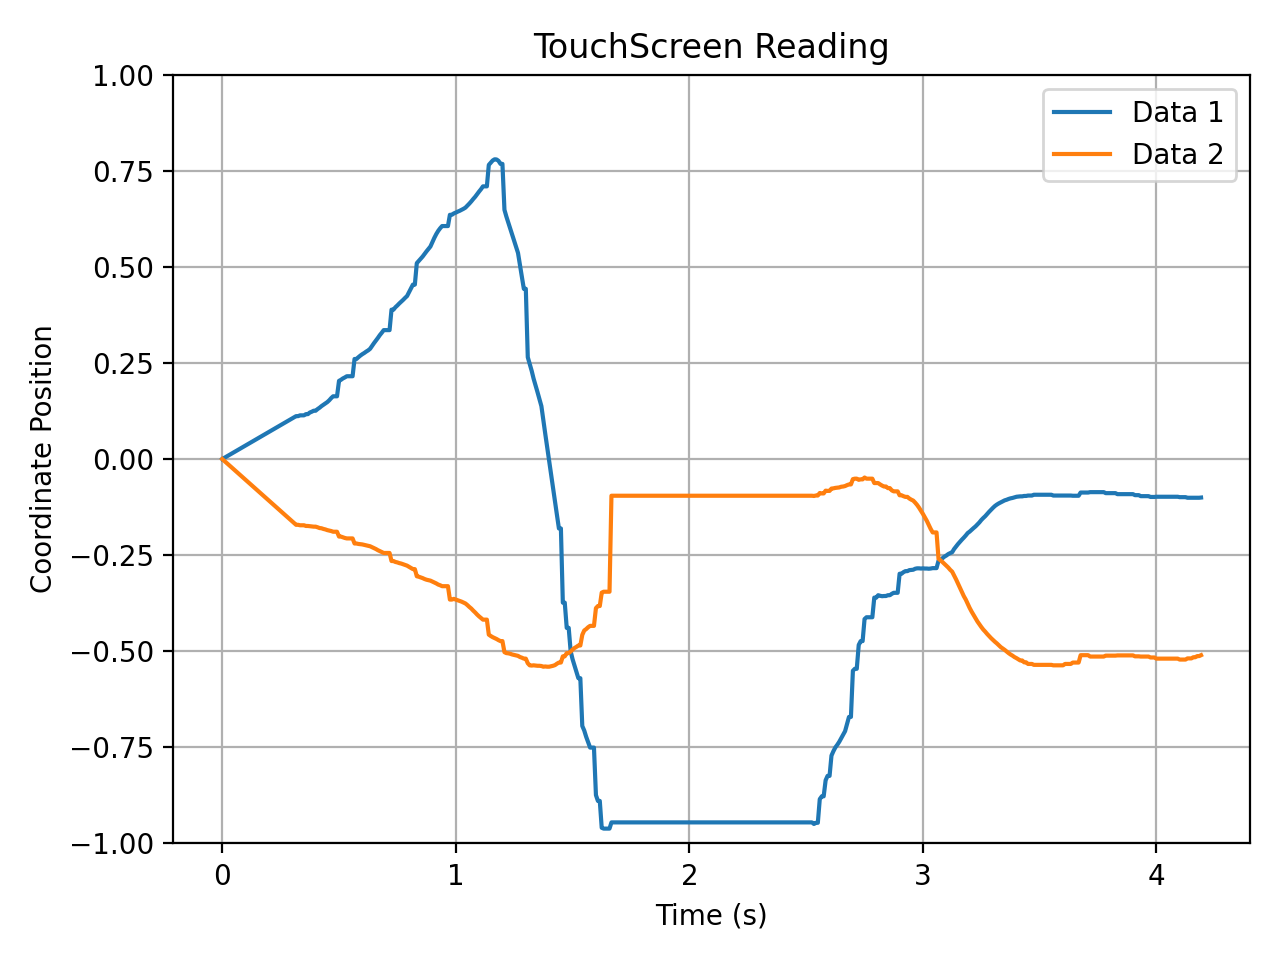 TouchScreen Reading
Data 1
Data 2
Coordinate Position
1.00
0.75
0.50
0.25
0.00
−0.25
−0.50
−0.75
−1.00
0 1 2 3 4
Time (s)